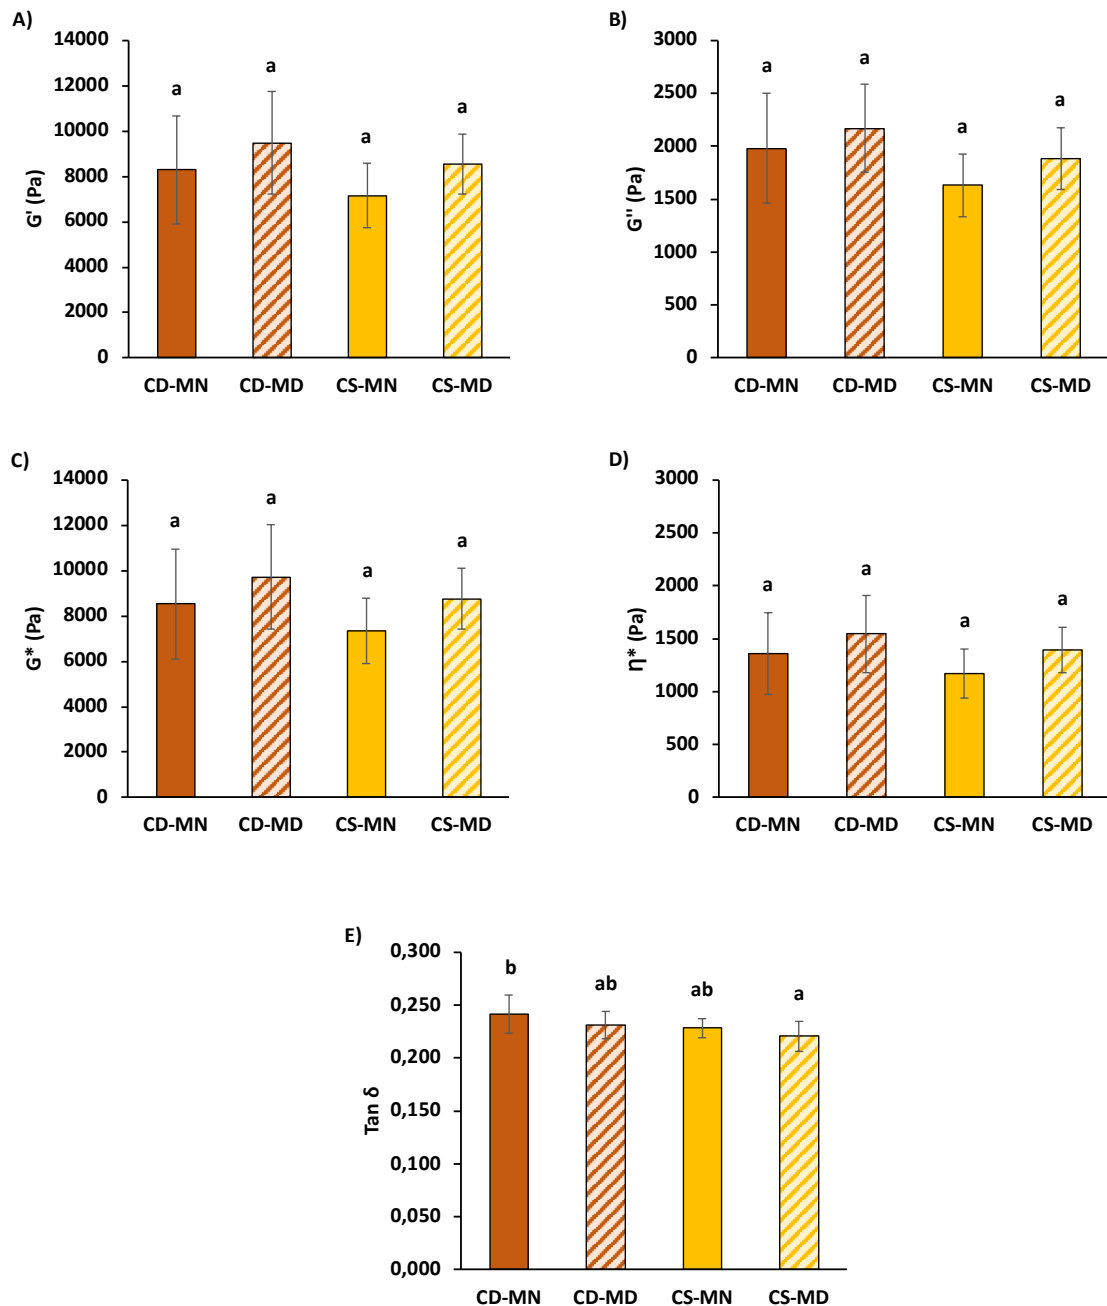 A)
14000
12000
10000
8000
6000
4000
2000
0
G' (Pa)
a a a a
CD-MN CD-MD CS-MN CS-MD
B)
3000
2500
2000
1500
1000
500
0
G'' (Pa)
a a a a
CD-MN CD-MD CS-MN CS-MD
C)
14000
12000
10000
8000
6000
4000
2000
0
G* (Pa)
a a a a
CD-MN CD-MD CS-MN CS-MD
D)
3000
2500
2000
1500
1000
500
0
η* (Pa)
a a a a
CD-MN CD-MD CS-MN CS-MD
E)
0,300
0,250
0,200
0,150
0,100
0,050
0,000
Tan δ
b ab ab a
CD-MN CD-MD CS-MN CS-MD